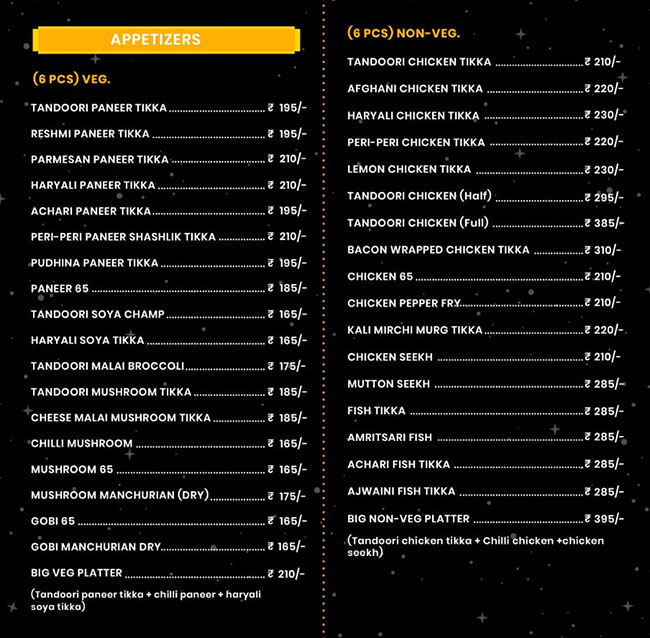 APPETIZERS
(6 PCS) VEG.
TANDOORI PANEER TIKKA ........................ ₹ 195/-
RESHMI PANEER TIKKA ........................ ₹ 195/-
PARMESAN PANEER TIKKA ........................ ₹ 210/-
HARYALI PANEER TIKKA ........................ ₹ 210/-
ACHARI PANEER TIKKA ........................ ₹ 195/-
PERI-PERI PANEER SHASHLIK TIKKA ............ ₹ 210/-
PUDHINA PANEER TIKKA ........................ ₹ 195/-
PANEER 65 ........................ ₹ 185/-
TANDOORI SOYA CHAMP ........................ ₹ 165/-
HARYALI SOYA TIKKA ........................ ₹ 165/-
TANDOORI MALAI BROCCOLI ........................ ₹ 175/-
TANDOORI MUSHROOM TIKKA ........................ ₹ 185/-
CHEESE MALAI MUSHROOM TIKKA ............ ₹ 185/-
CHILLI MUSHROOM ........................ ₹ 165/-
MUSHROOM 65 ........................ ₹ 165/-
MUSHROOM MANCHURIAN (DRY) ............ ₹ 175/-
GOBI 65 ........................ ₹ 165/-
GOBI MANCHURIAN DRY ........................ ₹ 165/-
BIG VEG PLATTER ........................ ₹ 210/-
(Tandoori paneer tikka + chilli paneer + haryali
soya tikka)
(6 PCS) NON-VEG.
TANDOORI CHICKEN TIKKA ........................ ₹ 210/-
AFGHANI CHICKEN TIKKA ........................ ₹ 220/-
HARYALI CHICKEN TIKKA ........................ ₹ 230/-
PERI-PERI CHICKEN TIKKA ........................ ₹ 220/-
LEMON CHICKEN TIKKA ........................ ₹ 230/-
TANDOORI CHICKEN (Half) ........................ ₹ 295/-
TANDOORI CHICKEN (Full) ........................ ₹ 385/-
BACON WRAPPED CHICKEN TIKKA ............ ₹ 310/-
CHICKEN 65 ........................ ₹ 210/-
CHICKEN PEPPER FRY ........................ ₹ 210/-
KALI MIRCHI MURG TIKKA ........................ ₹ 220/-
CHICKEN SEEKH ........................ ₹ 210/-
MUTTON SEEKH ........................ ₹ 285/-
FISH TIKKA ........................ ₹ 285/-
AMRITSARI FISH ........................ ₹ 285/-
ACHARI FISH TIKKA ........................ ₹ 285/-
AJWAINI FISH TIKKA ........................ ₹ 285/-
BIG NON-VEG PLATTER ........................ ₹ 395/-
(Tandoori chicken tikka + Chilli chicken +chicken
seekh)